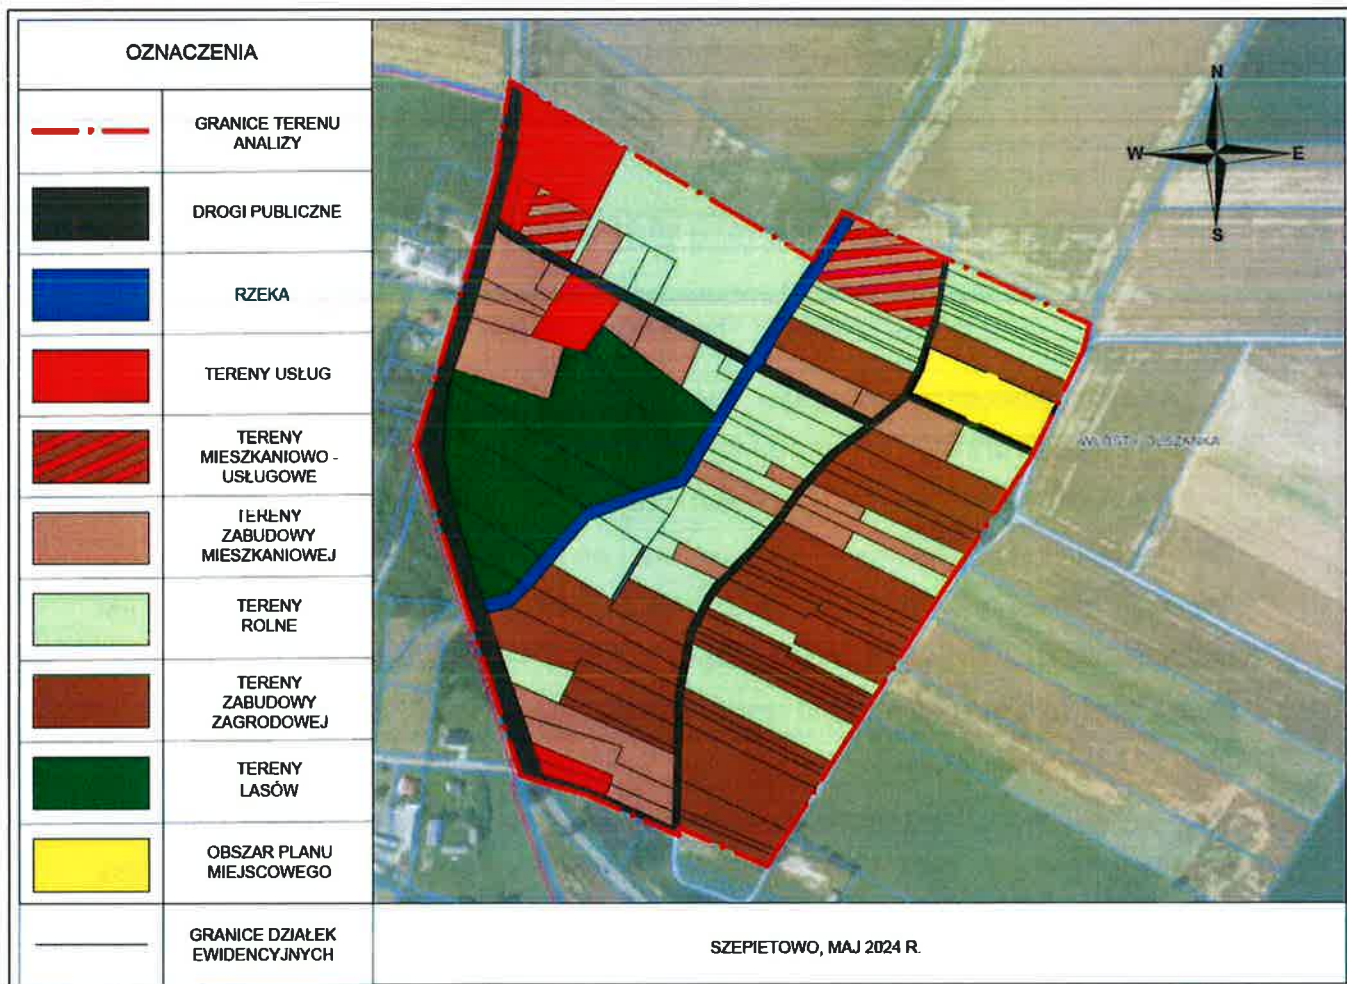 OZNACZENIA
GRANICE TERENU
ANALIZY
DROGI PUBLICZNE
RZEKA
TERENY USŁUG
TERENY
MIESZKANIOWO -
USŁUGOWE
TERENY
ZABUDOWY
MIESZKANIOWEJ
TERENY
ROLNE
TERENY
ZABUDOWY
ZAGRODOWEJ
TERENY
LASÓW
OBSZAR PLANU
MIEJSCOWEGO
GRANICE DZIAŁEK
EWIDENCYJNYCH
N
W
E
S
SZEPIETOWO, MAJ 2024 R.